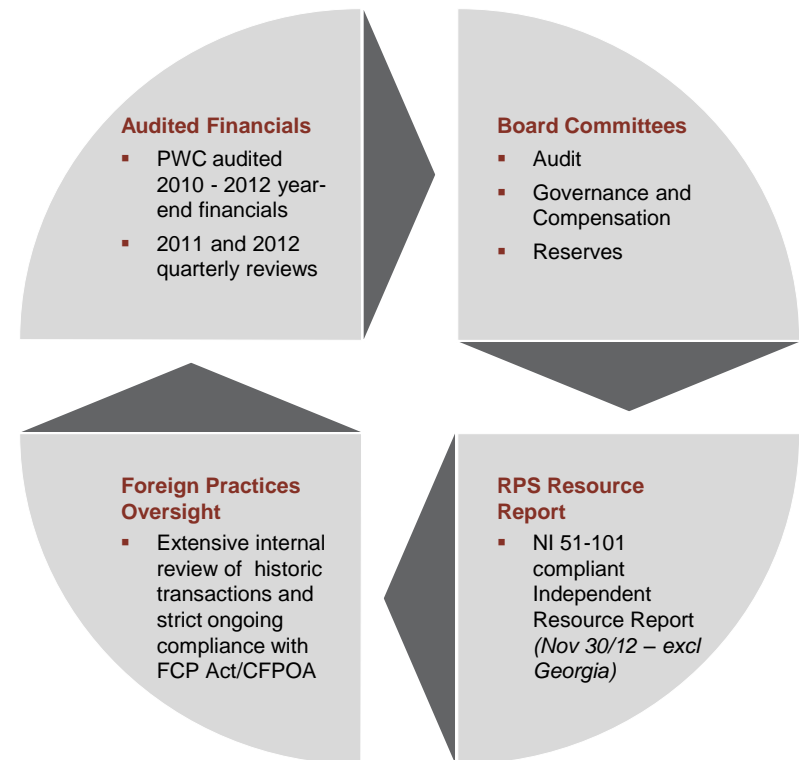 Audited Financials
▪ PWC audited
2010 - 2012 year-
end financials
▪ 2011 and 2012
quarterly reviews
Board Committees
▪ Audit
▪ Governance and
Compensation
▪ Reserves
Foreign Practices
Oversight
▪ Extensive internal
review of historic
transactions and
strict ongoing
compliance with
FCP Act/CFPOA
RPS Resource
Report
▪ NI 51-101
compliant
Independent
Resource Report
(Nov 30/12 – excl
Georgia)